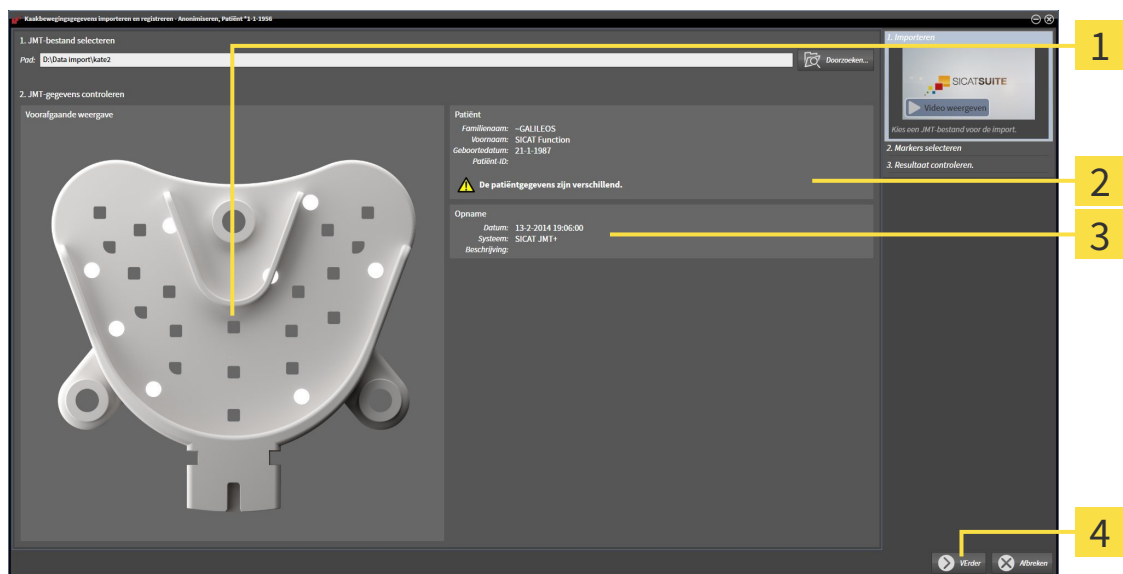 Kaakbewegingsgegevens importeren en registreren - Anonimiseren, Patiënt *1-1-1956
1. JMT-bestand selecteren
Pad: D:\Data import\kate2
Doorzoeken...
2. JMT-gegevens controleren
Voorafgaande weergave
Patiënt
Familienaam: ~GALILEOS
Voornaam: SICAT Function
Geboortedatum: 21-1-1987
Patiënt-ID:
De patiëntgegevens zijn verschillend.
Opname
Datum: 13-2-2014 19:06:00
Systeem: SICAT JMT+
Beschrijving:
1. Importeren
SICATSUITE
Video weergeven
Kies een JMT-bestand voor de import.
2. Markers selecteren
3. Resultaat controleren.
VErder
Afbreken
1
2
3
4